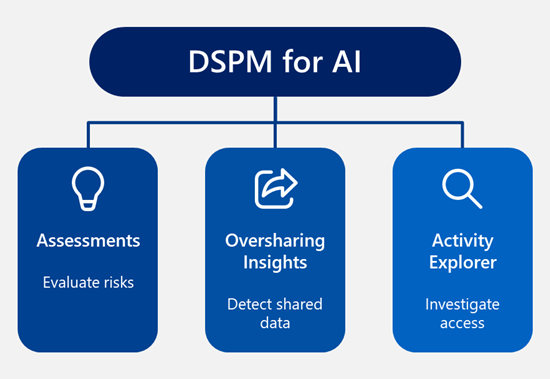 DSPM for AI
Assessments
Evaluate risks
Oversharing
Insights
Detect shared
data
Activity
Explorer
Investigate
access